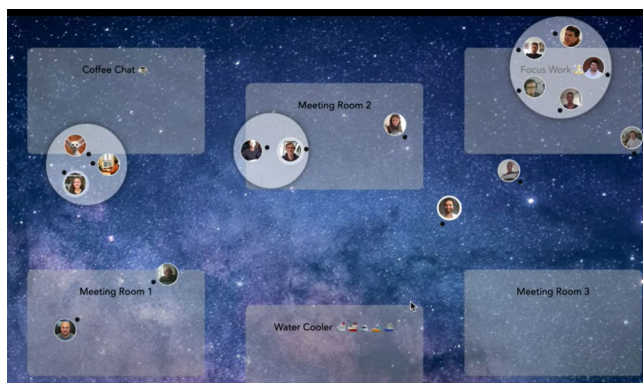 Coffee Chat
Focus Work
Meeting Room 2
Meeting Room 1
Meeting Room 3
Water Cooler